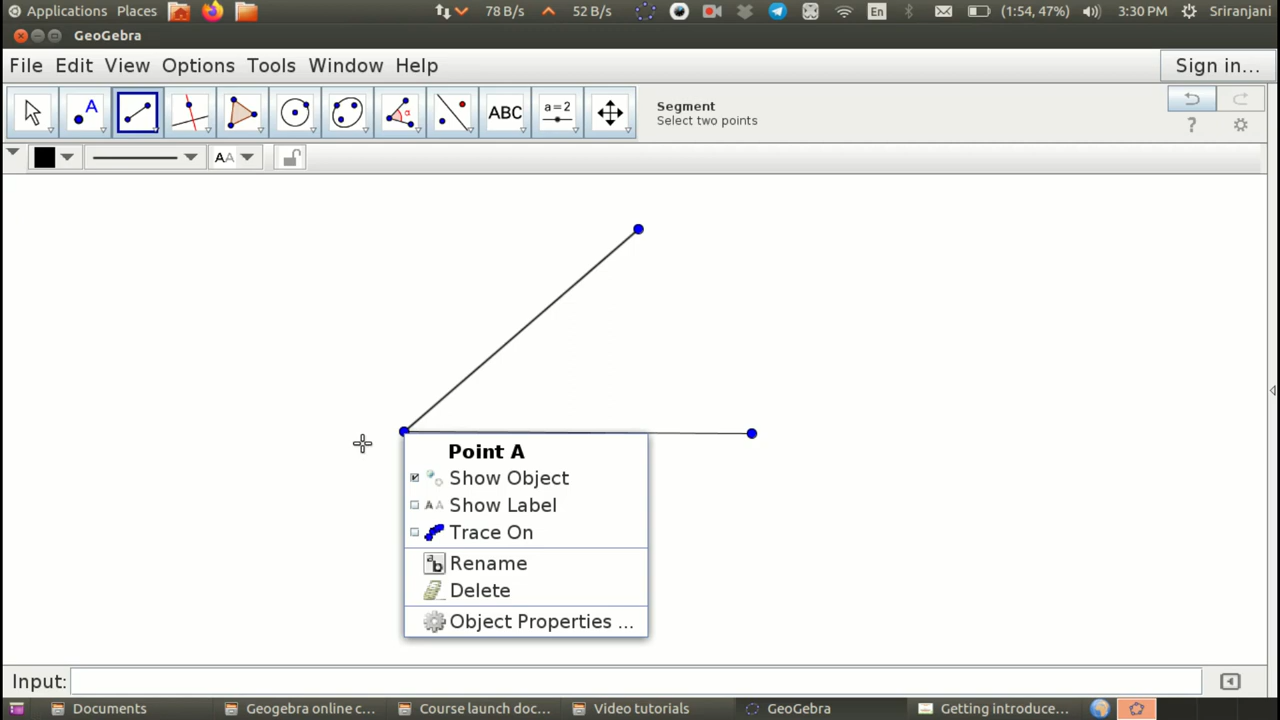 Applications Places 78 B/s 52 B/s En (1:54, 47%) 3:30 PM Sriranjani
GeoGebra
File Edit View Options Tools Window Help Sign in...
A ABC a=2 Segment
Select two points
?
AA
Point A
Show Object
AA Show Label
Trace On
a b Rename
Delete
Object Properties ...
Input:
Documents Geogebra online c... Course launch doc... Video tutorials GeoGebra Getting introduce...